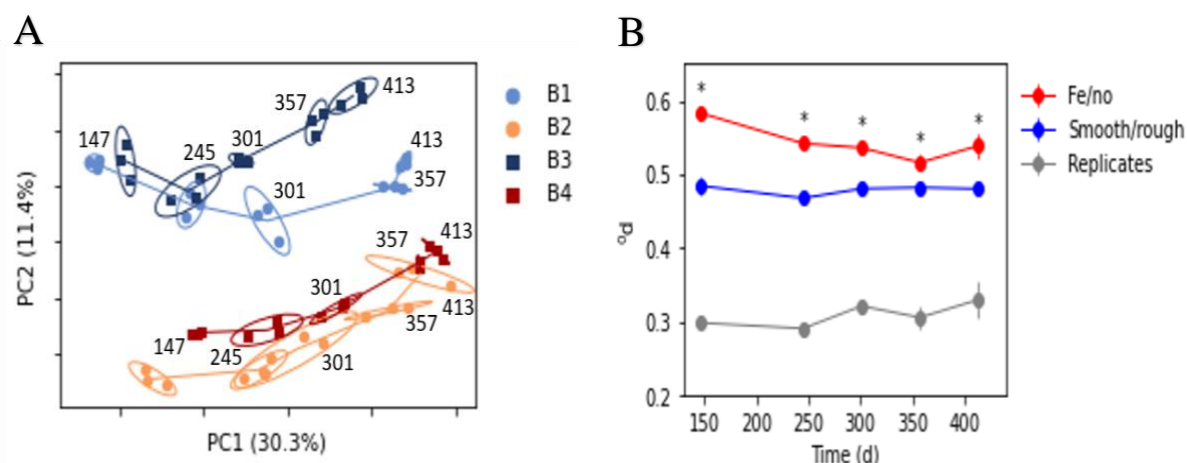 A
B
147
245
301
357
413
301
413
357
147
245
301
357
413
301
357
413
PC2 (11.4%)
PC1 (30.3%)
B1
B2
B3
B4
0.6
0.5
0.4
0.3
0.2
*
*
*
*
*
150
200
250
300
350
400
Time (d)
Fe/no
Smooth/rough
Replicates